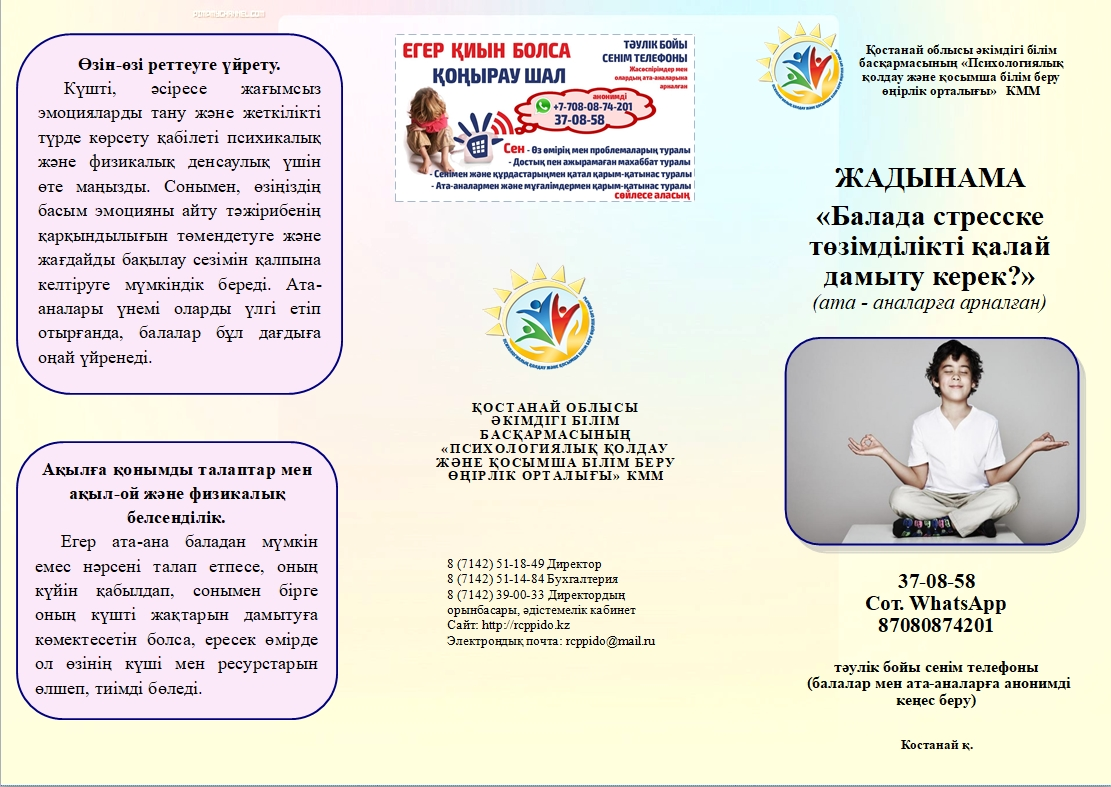 Өзін-өзі реттеуге үйрету.
Күшті, әсіресе жағымсыз
эмоцияларды тану және жеткілікті
түрде көрсету қабілеті психикалық
және физикалық денсаулық үшін
өте маңызды. Сонымен, өзіңіздің
басым эмоцияны айту тәжірибенің
қарқындылығын төмендетуге және
жағдайды бақылау сезімін қалпына
келтіруге мүмкіндік береді. Ата-
аналары үнемі оларды үлгі етіп
отырғанда, балалар бұл дағдыға
оңай үйренеді.
Ақылға қонымды талаптар мен
ақыл-ой және физикалық
белсенділік.
Егер ата-ана баладан мүмкін
емес нәрсені талап етпесе, оның
күйін қабылдап, сонымен бірге
оның күшті жақтарын дамытуға
көмектесетін болса, ересек өмірде
ол өзінің күші мен ресурстарын
өлшеп, тиімді бөледі.
ЕГЕР ҚИЫН БОЛСА
ҚОҢЫРАУ ШАЛ
ТӘУЛІК БОЙЫ
СЕНІМ ТЕЛЕФОНЫ
Жасөспірімдер мен
олардың ата-аналарына
арналған
анонимді
+7-708-08-74-201
37-08-58
Сен - Өз өмірің мен проблемаларың туралы
- Достық пен ажырамаған махаббат туралы
- Сенімен және құрдастарыңмен қатал қарым-қатынас туралы
- Ата-аналармен және мұғалімдермен қарым-қатынас туралы
сөйлесе аласың
ҚОСТАНАЙ ОБЛЫСЫ
ӘКІМДІГІ БІЛІМ
БАСҚАРМАСЫНЫҢ
«ПСИХОЛОГИЯЛЫҚ ҚОЛДАУ
ЖӘНЕ ҚОСЫМША БІЛІМ БЕРУ
ӨҢІРЛІК ОРТАЛЫҒЫ» КММ
8 (7142) 51-18-49 Директор
8 (7142) 51-14-84 Бухгалтерия
8 (7142) 39-00-33 Директордың
орынбасары, әдістемелік кабинет
Сайт: http://rcppido.kz
Электрондық почта: rcppido@mail.ru
Қостанай облысы әкімдігі білім
басқармасының «Психологиялық
қолдау және қосымша білім беру
өңірлік орталығы» КММ
ЖАДЫНАМА
«Балада стресске
төзімділікті қалай
дамыту керек?»
(ата - аналарға арналған)
37-08-58
Сот. WhatsApp
87080874201
тәулік бойы сенім телефоны
(балалар мен ата-аналарға анонимді
кеңес беру)
Костанай қ.